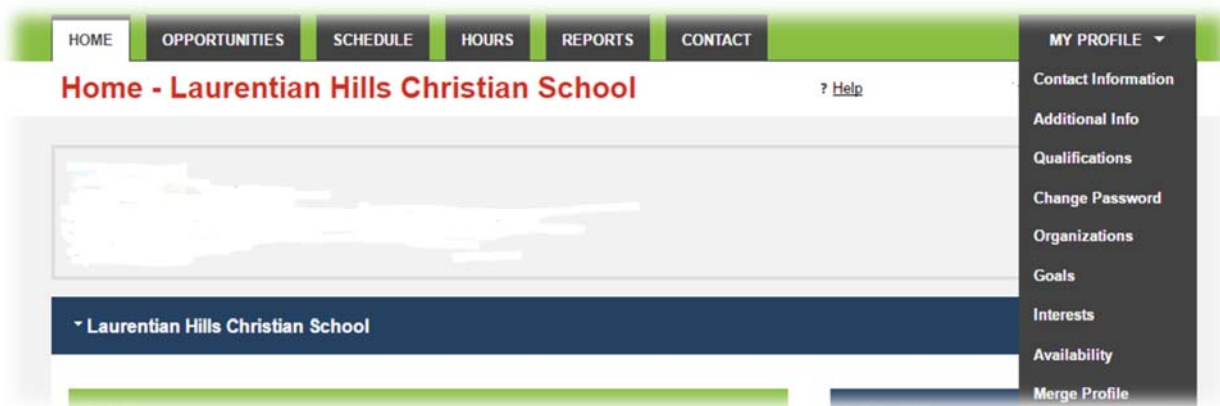 HOME OPPORTUNITIES SCHEDULE HOURS REPORTS CONTACT MY PROFILE
Home - Laurentian Hills Christian School ? Help
Contact Information
Additional Info
Qualifications
Change Password
Organizations
Goals
Interests
Availability
Merge Profile
Laurentian Hills Christian School